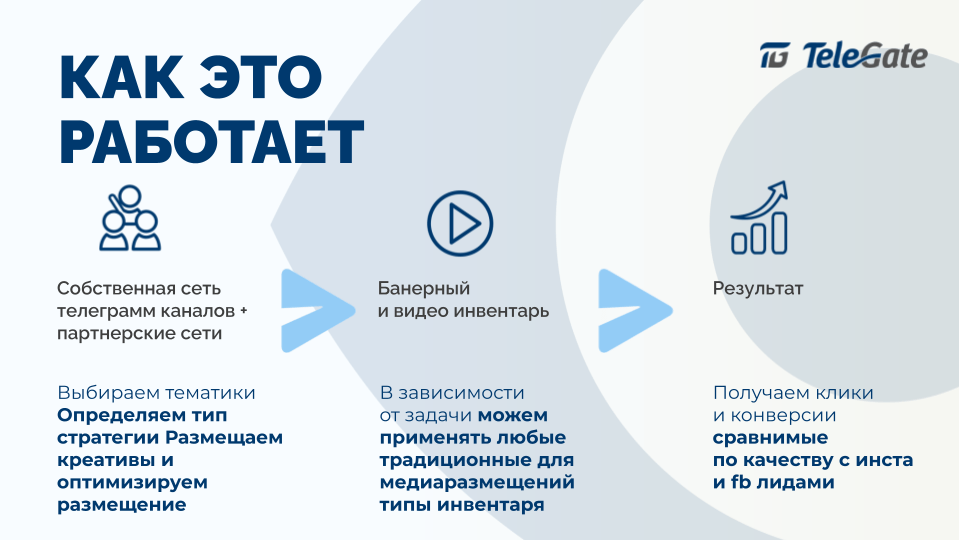 КАК ЭТО
РАБОТАЕТ
TG TeleGate
Собственная сеть
телеграмм каналов +
партнерские сети
Банерный
и видео инвентарь
Результат
Выбираем тематики
Определяем тип
стратегии Размещаем
креативы и
оптимизируем
размещение
В зависимости
от задачи можем
применять любые
традиционные для
медиаразмещений
типы инвентаря
Получаем клики
и конверсии
сравнимые
по качеству с инста
и fb лидами